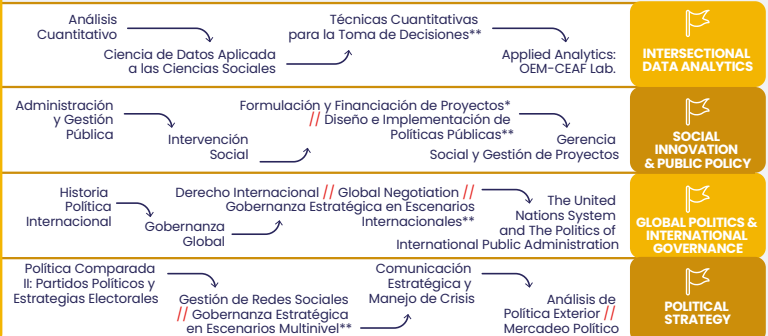 Análisis
Cuantitativo
Ciencia de Datos Aplicada
a las Ciencias Sociales
Técnicas Cuantitativas
para la Toma de Decisiones**
Applied Analytics:
OEM-CEAF Lab.
INTERSECTIONAL
DATA ANALYTICS
Administración
y Gestión
Pública
Intervención
Social
Formulación y Financiación de Proyectos*
// Diseño e Implementación de
Políticas Públicas**
Gerencia
Social y Gestión de Proyectos
SOCIAL
INNOVATION
& PUBLIC POLICY
Historia
Política
Internacional
Gobernanza
Global
Derecho Internacional // Global Negotiation //
Gobernanza Estratégica en Escenarios
Internacionales**
The United
Nations System
and The Politics of
International Public Administration
GLOBAL POLITICS &
INTERNATIONAL
GOVERNANCE
Política Comparada
II: Partidos Políticos y
Estrategias Electorales
Gestión de Redes Sociales
// Gobernanza Estratégica
en Escenarios Multinivel**
Comunicación
Estratégica y
Manejo de Crisis
Análisis de
Política Exterior //
Mercadeo Político
POLITICAL
STRATEGY